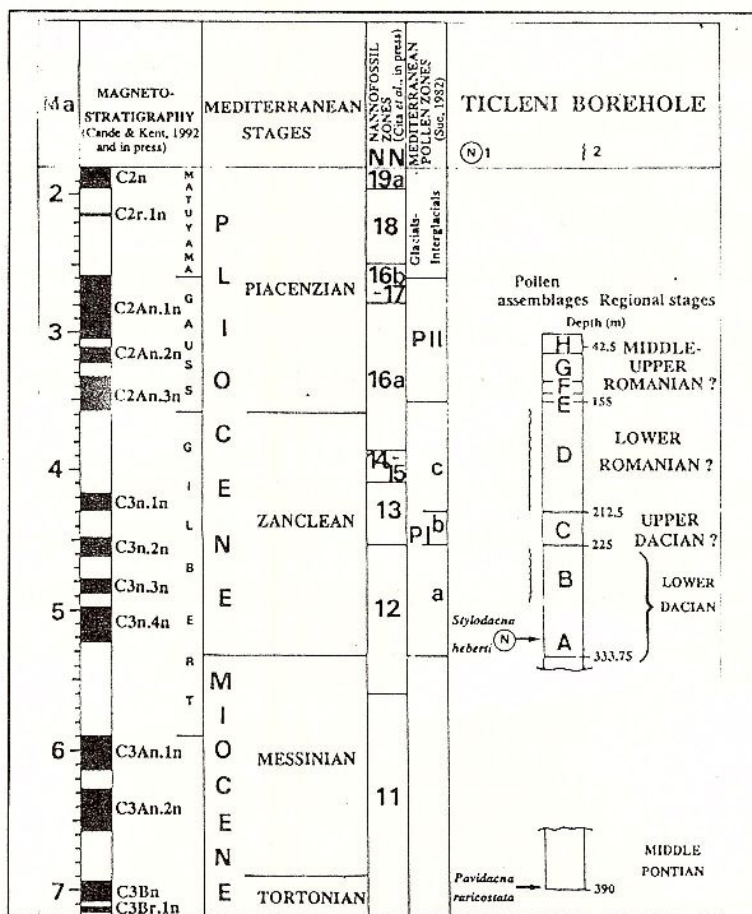 Ma
MAGNETO-
STRATIGRAPHY
(Cande & Kent, 1992
and in press)
MEDITERRANEAN
STAGES
NANNOFOSSIL
ZONES
(Cita et al., in press)
NN
MEDITERRANEAN
POLLEN ZONES
(Suc, 1982)
TICLENI BOREHOLE
N 1
2
2
3
4
5
6
7
C2n
C2r.1n
C2An.1n
C2An.2n
C2An.3n
C3n.1n
C3n.2n
C3n.3n
C3n.4n
C3An.1n
C3An.2n
C3Bn
C3Br.1n
MATUYAMA
GAUSS
GILBERT
PLIOCENE
MIOCENE
PIACENZIAN
ZANCLEAN
MESSINIAN
TORTONIAN
19a
18
16b
-17
16a
14-
15
13
12
11
Glacials-
Interglacials
PII
PI
c
b
a
Pollen
assemblages
Regional stages
Depth (m)
H
42.5
G
F
E
155
D
212.5
C
225
B
A
333.75
MIDDLE-
UPPER
ROMANIAN ?
LOWER
ROMANIAN ?
UPPER
DACIAN ?
LOWER
DACIAN
Stylodacna
heberti
N
MIDDLE
PONTIAN
Pavidacna
raricostata
390